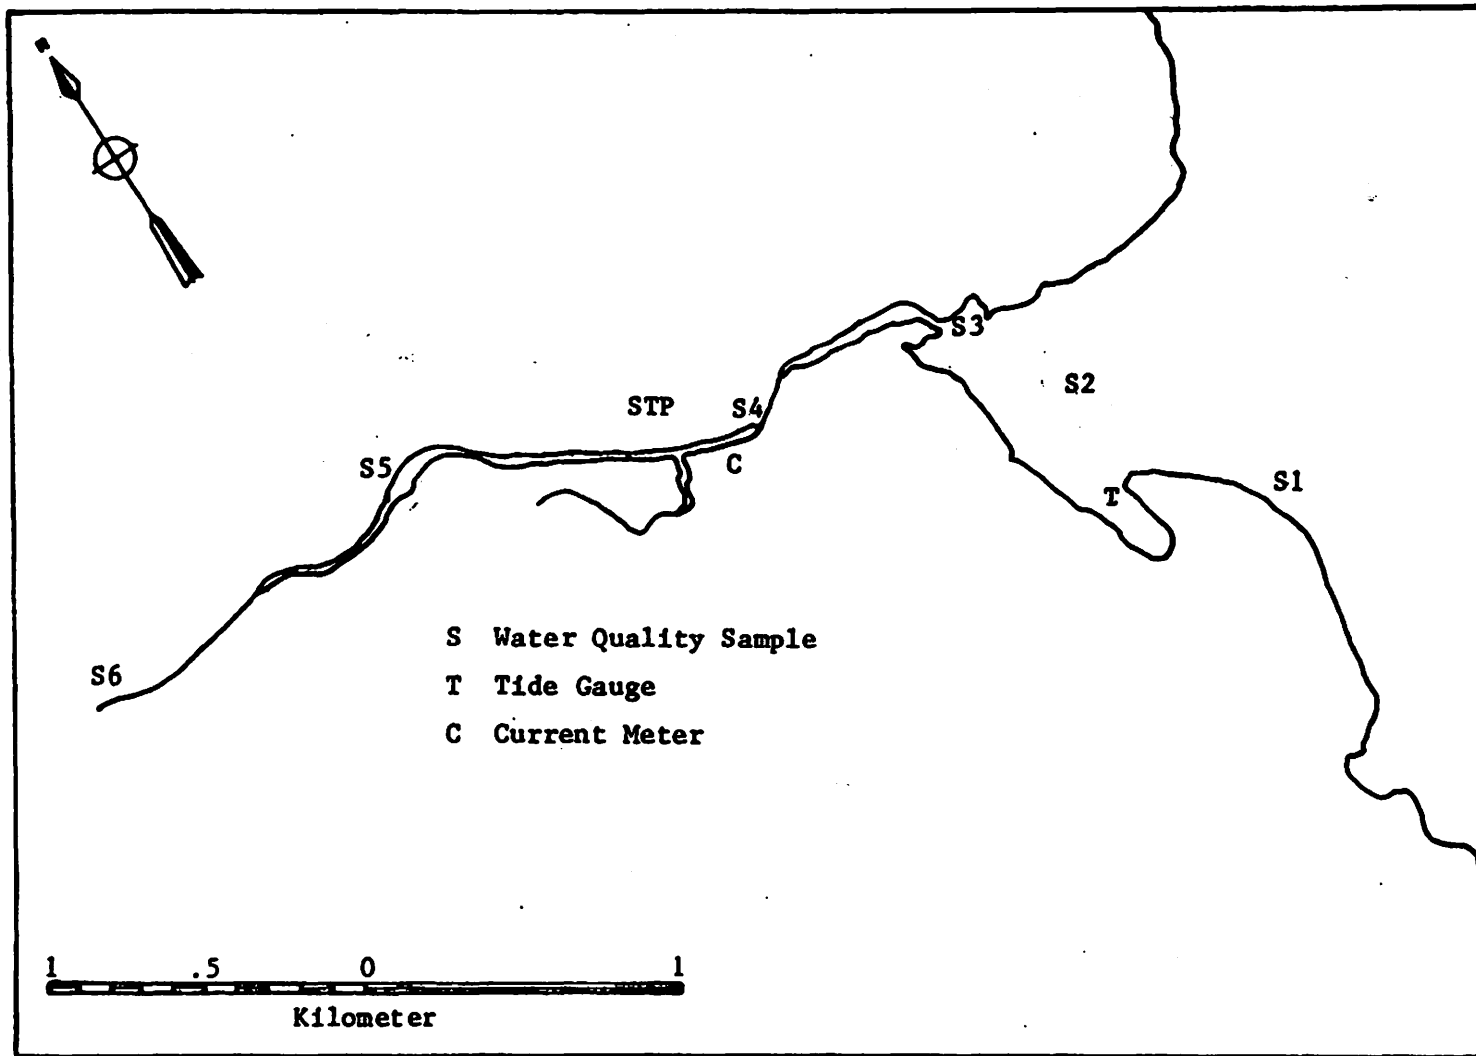 S3
S2
STP
S4
S5
C
S1
T
S Water Quality Sample
S6
T Tide Gauge
C Current Meter
1 .5 0 1
Kilometer